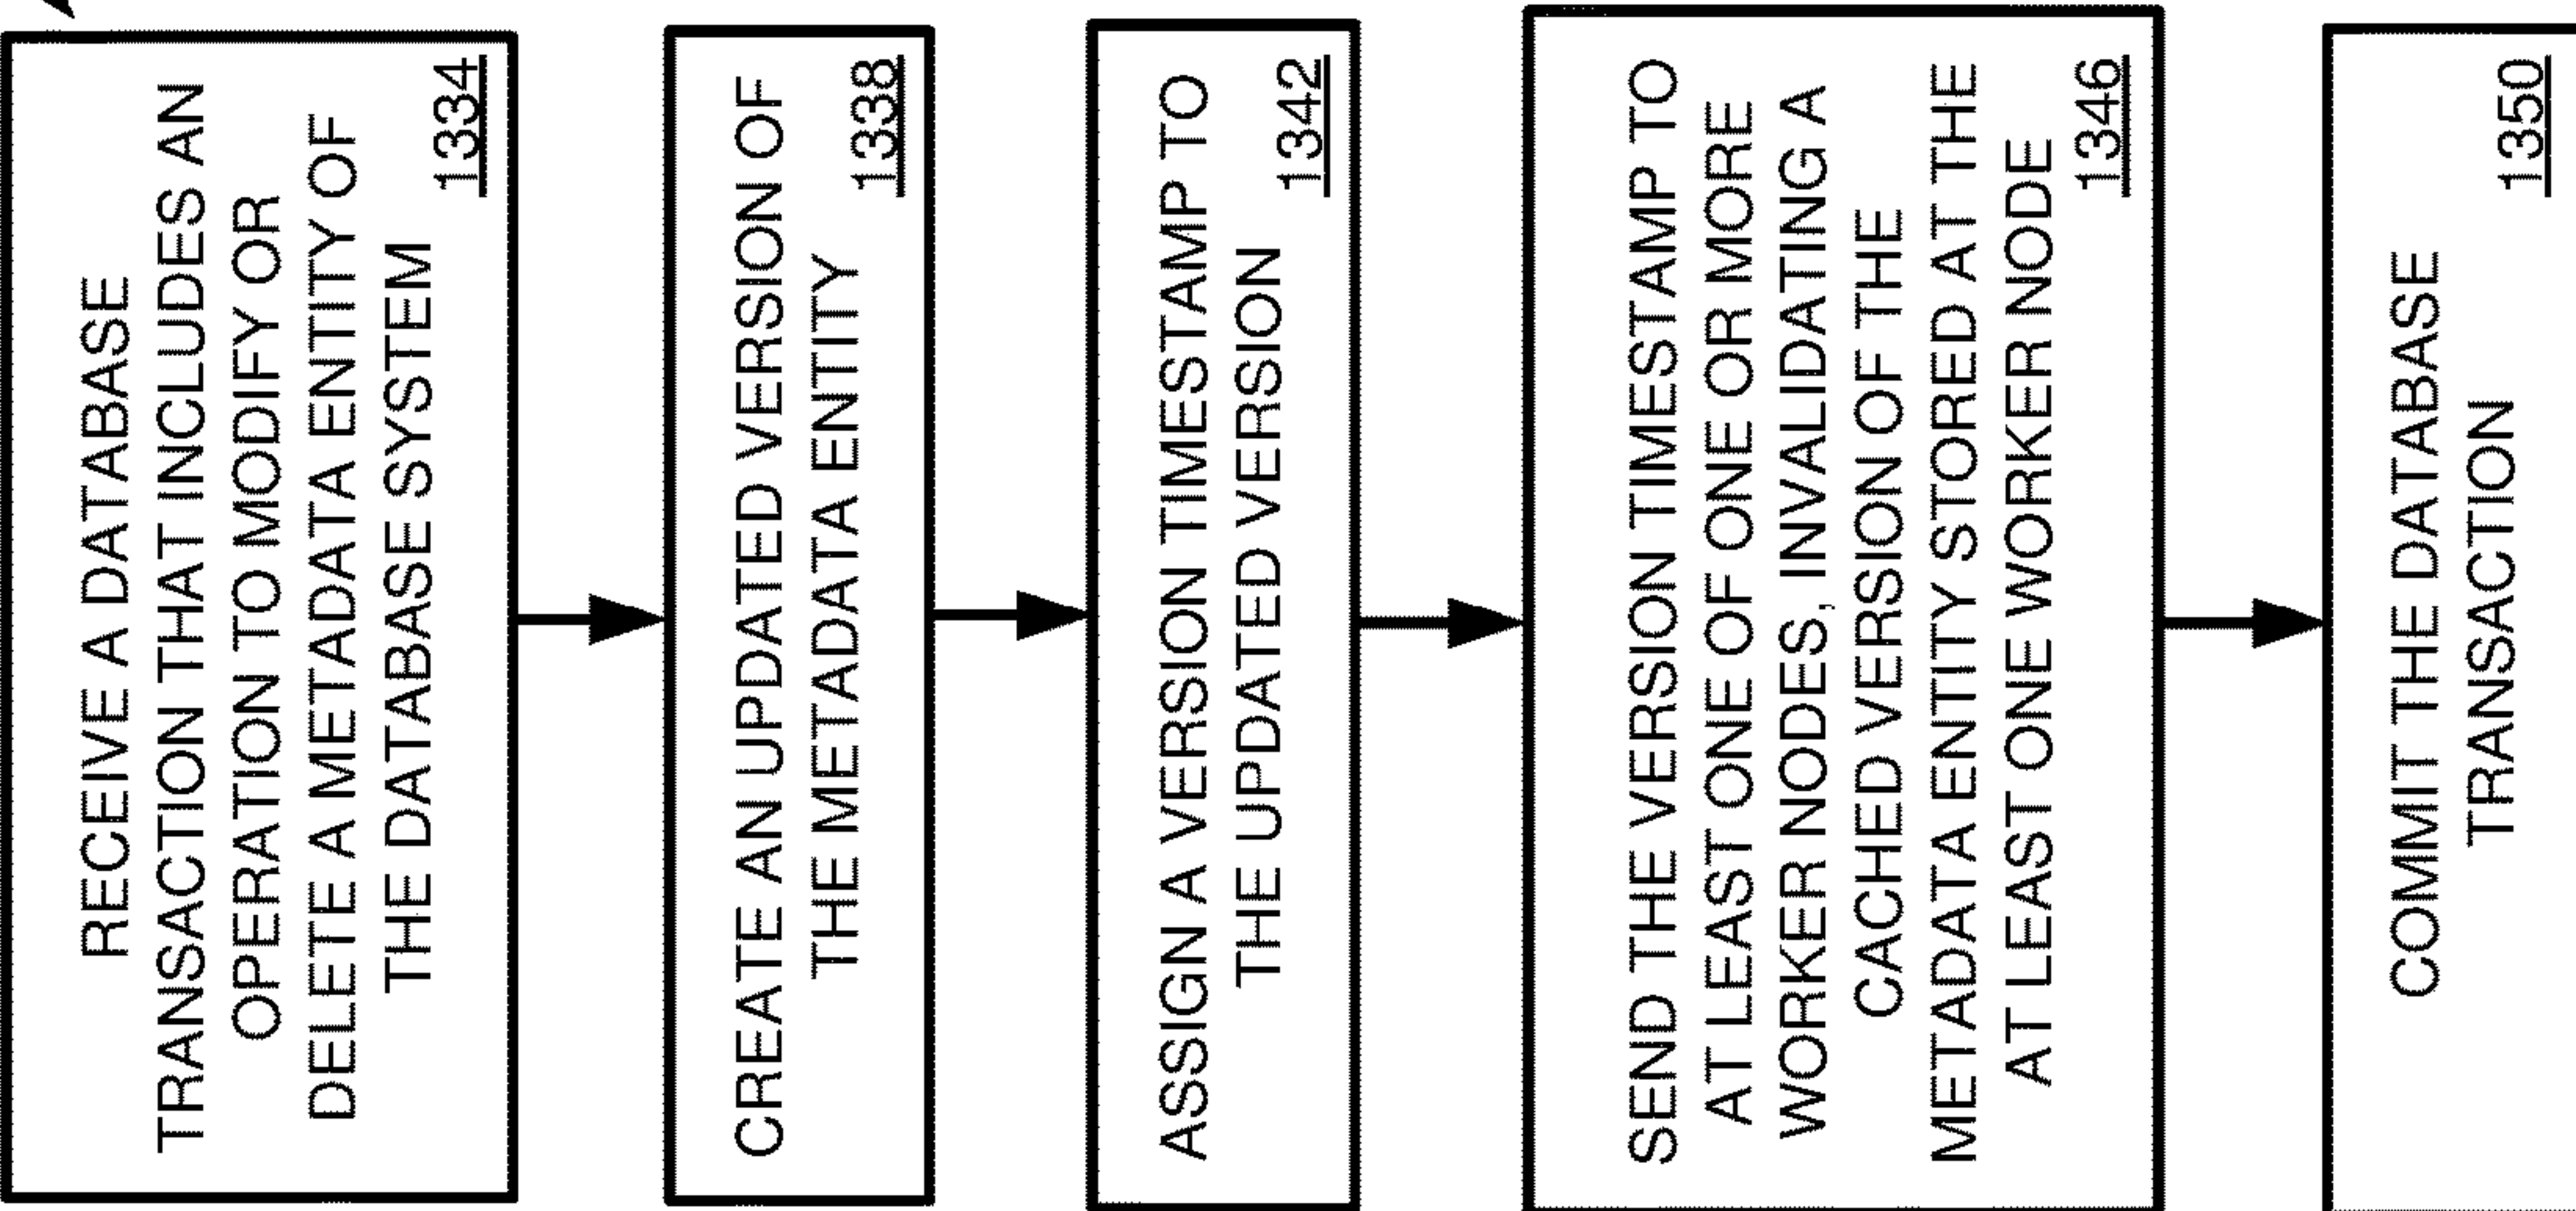 RECEIVE A DATABASE
TRANSACTION THAT INCLUDES AN
OPERATION TO MODIFY OR
DELETE A METADATA ENTITY OF
THE DATABASE SYSTEM
1334
CREATE AN UPDATED VERSION OF
THE METADATA ENTITY
1338
ASSIGN A VERSION TIMESTAMP TO
THE UPDATED VERSION
1342
SEND THE VERSION TIMESTAMP TO
AT LEAST ONE OF ONE OR MORE
WORKER NODES, INVALIDATING A
CACHED VERSION OF THE
METADATA ENTITY STORED AT THE
AT LEAST ONE WORKER NODE
1346
COMMIT THE DATABASE
TRANSACTION
1350